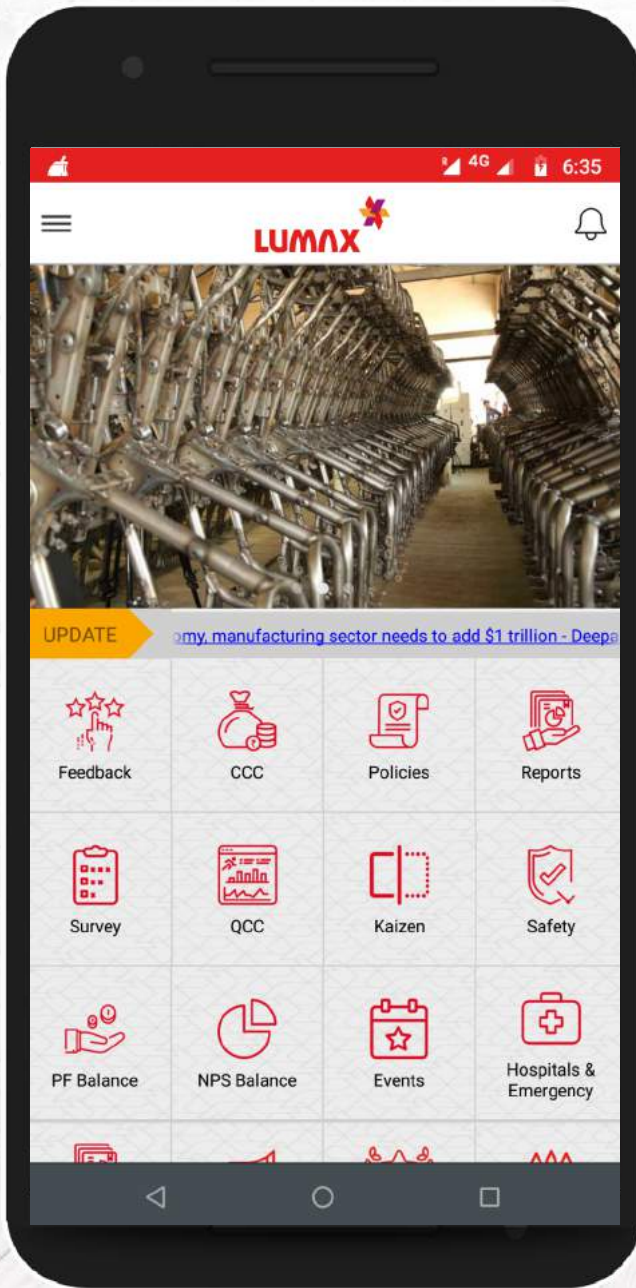 R 4G 6:35
LUMAX
UPDATE omy, manufacturing sector needs to add $1 trillion - Deepa
Feedback CCC Policies Reports
Survey QCC Kaizen Safety
PF Balance NPS Balance Events Hospitals &
Emergency